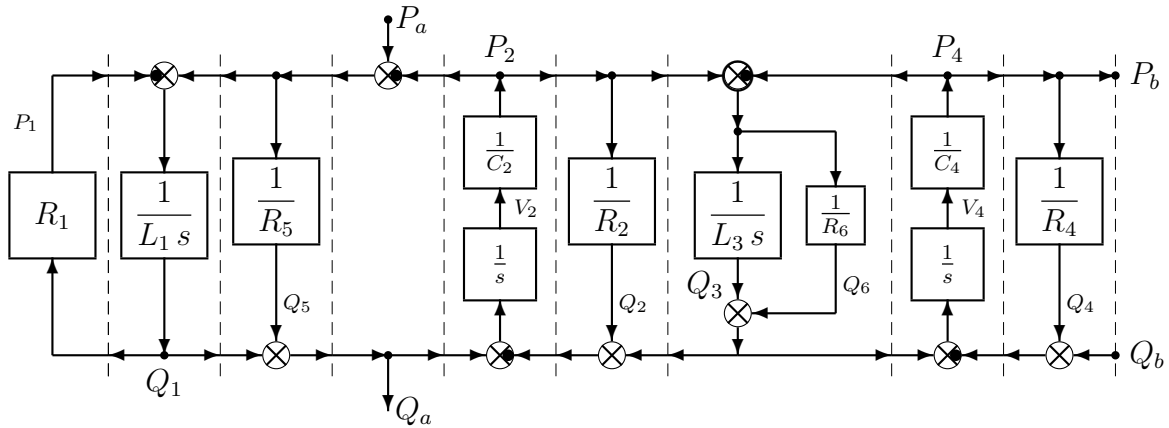 P_a
P_2
P_4
P_b
P_1
R_1
1/(L_1 s)
1/R_5
1/C_2
V_2
1/s
1/R_2
1/(L_3 s)
1/R_6
1/C_4
V_4
1/s
1/R_4
Q_5
Q_2
Q_3
Q_6
Q_4
Q_1
Q_a
Q_b